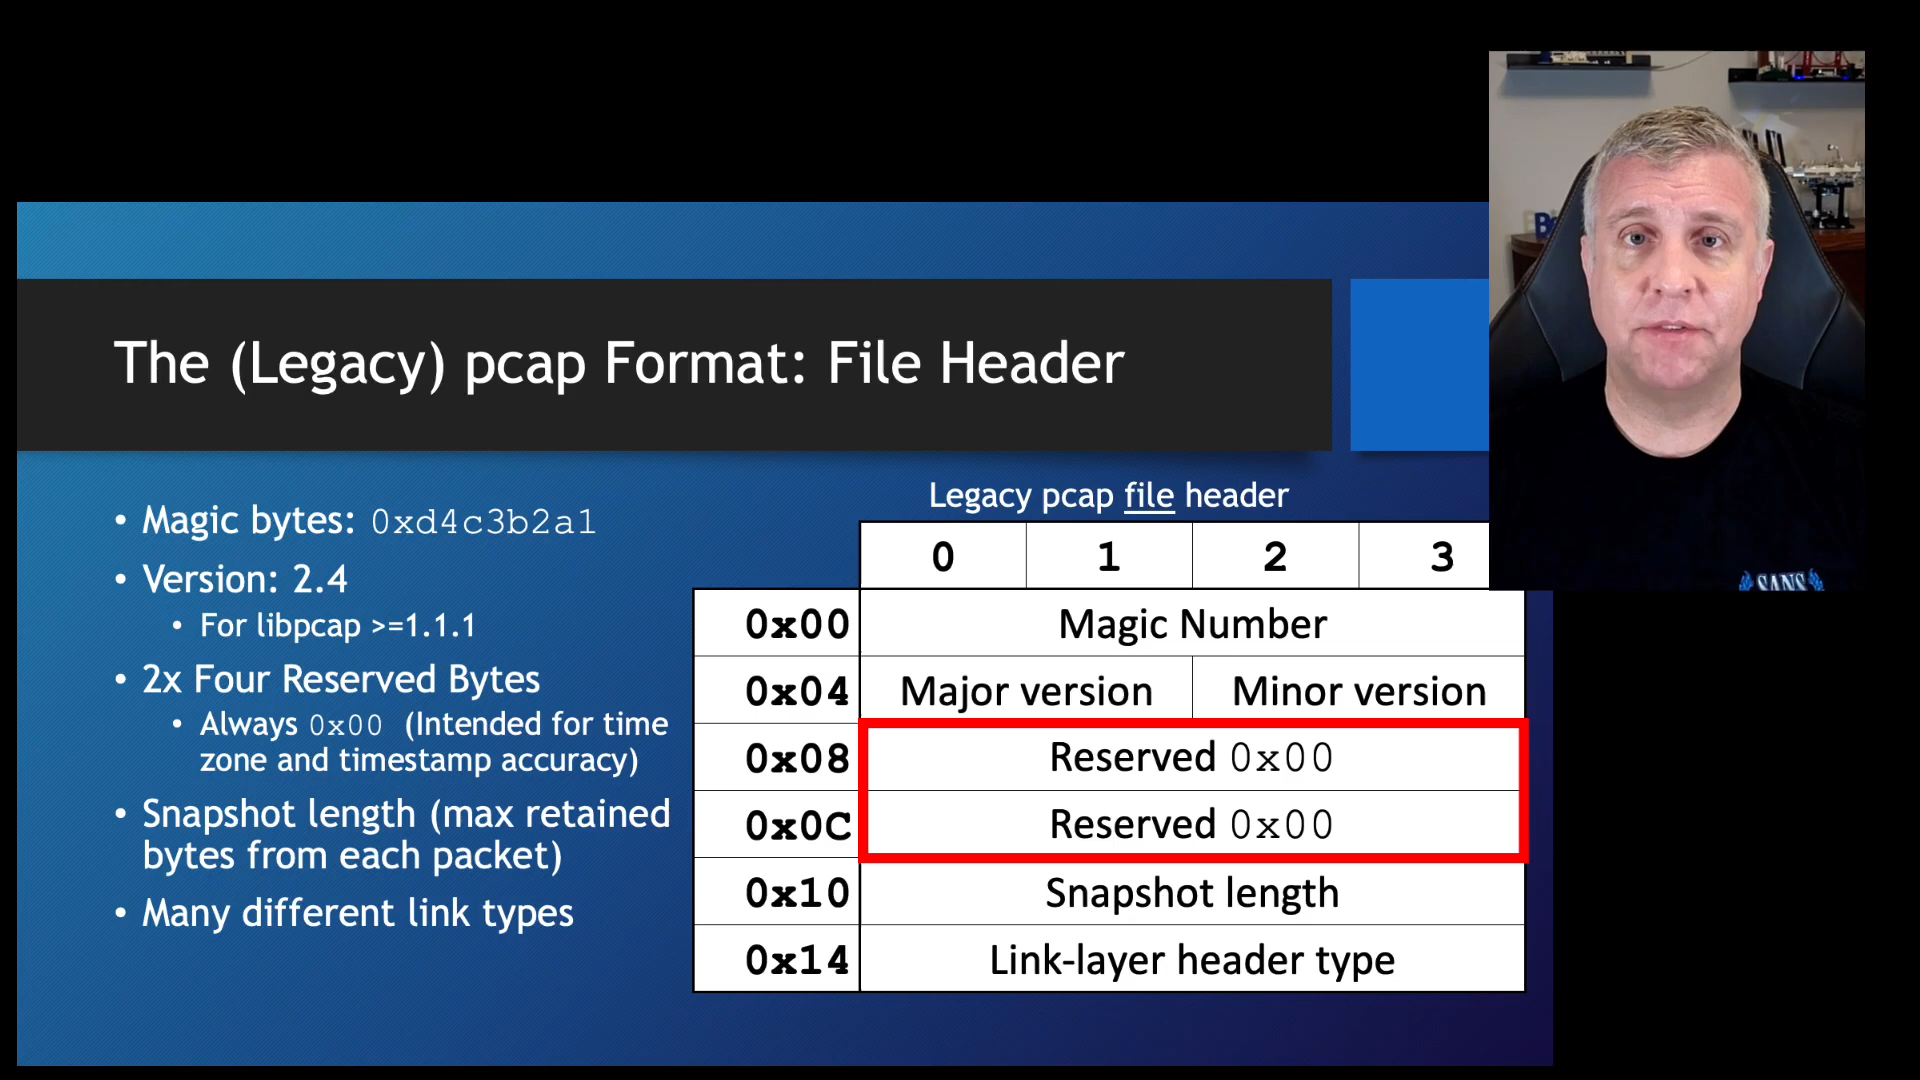 The (Legacy) pcap Format: File Header
• Magic bytes: 0xd4c3b2a1
• Version: 2.4
• For libpcap >=1.1.1
• 2x Four Reserved Bytes
• Always 0x00 (Intended for time
zone and timestamp accuracy)
• Snapshot length (max retained
bytes from each packet)
• Many different link types
Legacy pcap file header
0 1 2 3
0x00 Magic Number
0x04 Major version Minor version
0x08 Reserved 0x00
0x0C Reserved 0x00
0x10 Snapshot length
0x14 Link-layer header type
SANS